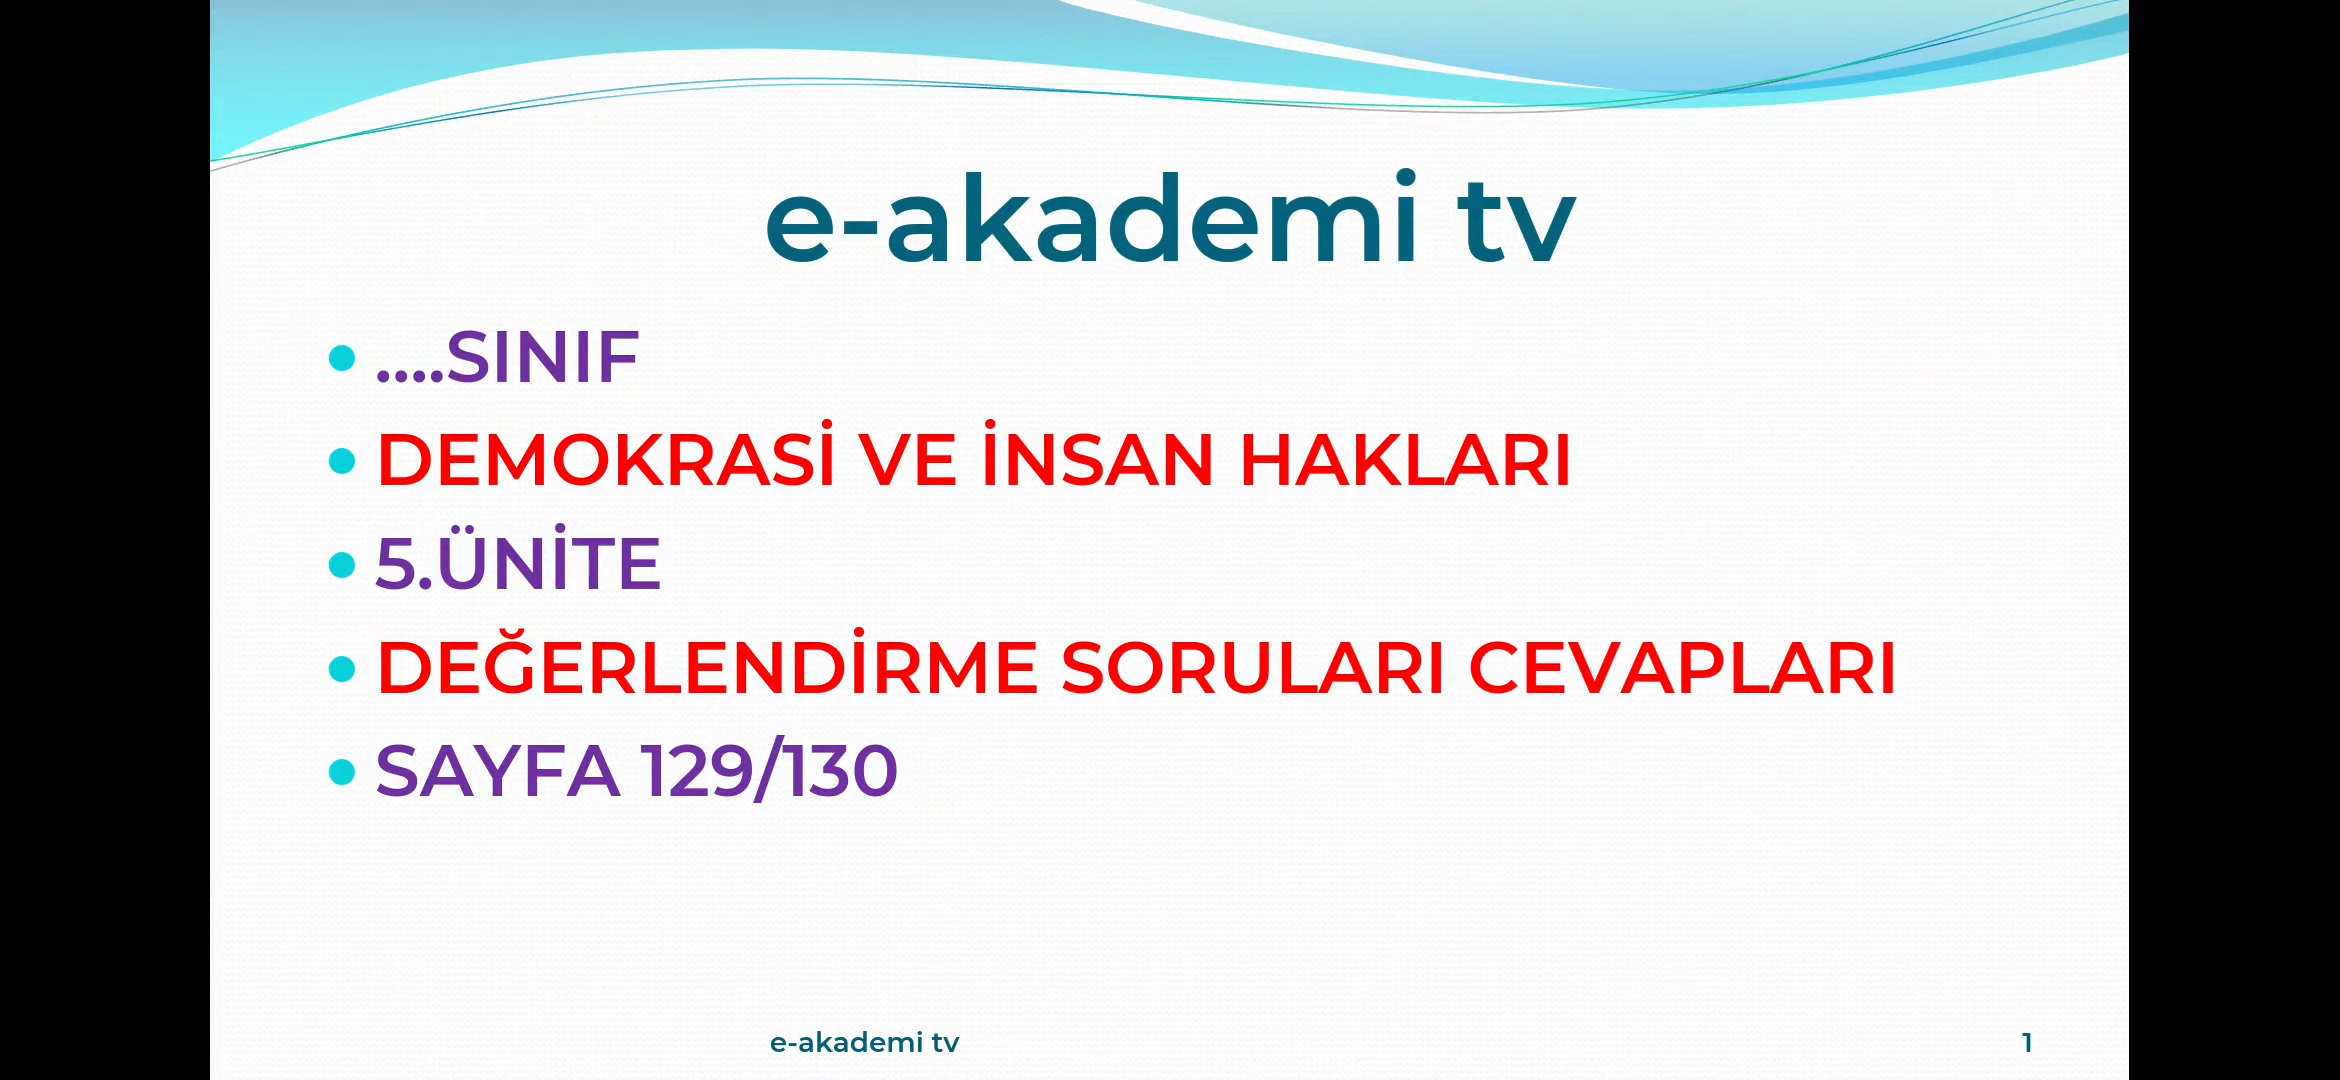 e-akademi tv
....SINIF
DEMOKRASİ VE İNSAN HAKLARI
5.ÜNİTE
DEĞERLENDİRME SORULARI CEVAPLARI
SAYFA 129/130
e-akademi tv
1